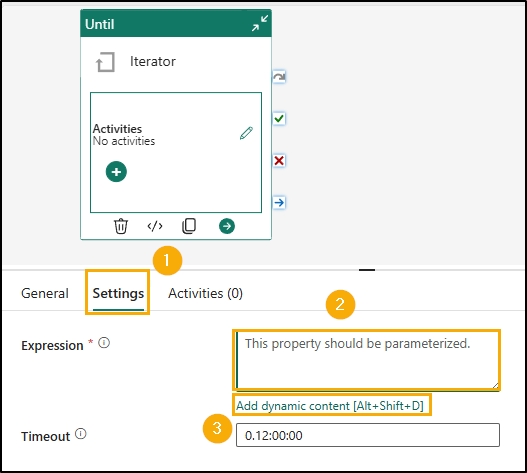 Until
Iterator
Activities
No activities
1
General Settings Activities (0)
2
Expression * This property should be parameterized.
Add dynamic content [Alt+Shift+D]
3
Timeout 0.12:00:00